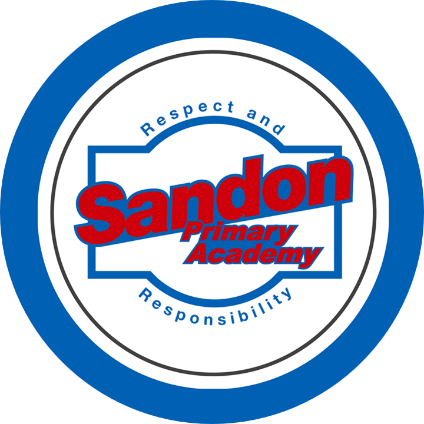 Respect and
Sandon
Primary
Academy
Responsibility